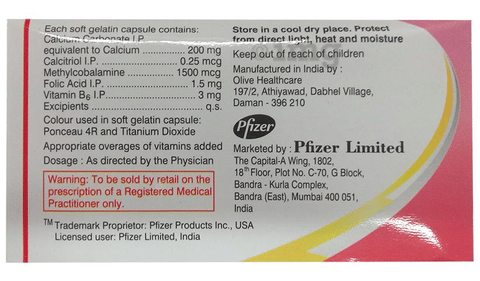 Each soft gelatin capsule contains:
Calcium Carbonate I.P.
equivalent to Calcium ............ 200 mg
Calcitriol I.P. ........................ 0.25 mcg
Methylcobalamine ............. 1500 mcg
Folic Acid I.P. .......................... 1.5 mg
Vitamin B6 I.P. .......................... 3 mg
Excipients ................................. q.s.
Colour used in soft gelatin capsule:
Ponceau 4R and Titanium Dioxide
Appropriate overages of vitamins added
Dosage : As directed by the Physician
Warning: To be sold by retail on the
prescription of a Registered Medical
Practitioner only.
TM Trademark Proprietor: Pfizer Products Inc., USA
Licensed user: Pfizer Limited, India
Store in a cool dry place. Protect
from direct light, heat and moisture
Keep out of reach of children
Manufactured in India by :
Olive Healthcare
197/2, Athiyawad, Dabhel Village,
Daman - 396 210
Pfizer
Marketed by : Pfizer Limited
The Capital-A Wing, 1802,
18th Floor, Plot No. C-70, G Block,
Bandra - Kurla Complex,
Bandra (East), Mumbai 400 051,
India